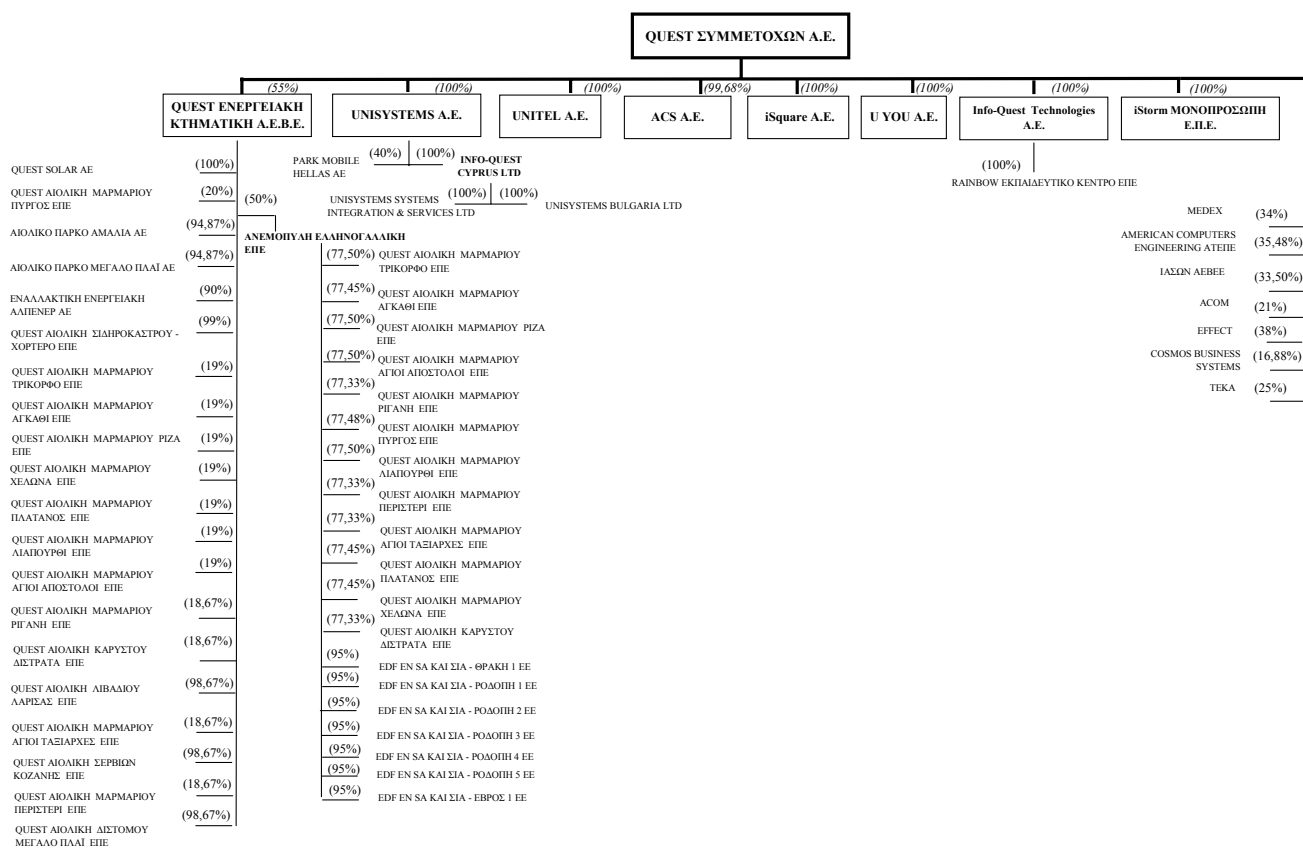 QUEST ΣΥΜΜΕΤΟΧΩΝ Α.Ε.
(55%)
(100%)
(100%)
(99,68%)
(100%)
(100%)
(100%)
(100%)
QUEST ΕΝΕΡΓΕΙΑΚΗ
ΚΤΗΜΑΤΙΚΗ Α.Ε.Β.Ε.
UNISYSTEMS Α.Ε.
UNITEL Α.Ε.
ACS Α.Ε.
iSquare Α.Ε.
U YOU Α.Ε.
Info-Quest Technologies
Α.Ε.
iStorm ΜΟΝΟΠΡΟΣΩΠΗ
Ε.Π.Ε.
QUEST SOLAR ΑΕ
(100%)
QUEST ΑΙΟΛΙΚΗ ΜΑΡΜΑΡΙΟΥ
ΠΥΡΓΟΣ ΕΠΕ
(20%)
ΑΙΟΛΙΚΟ ΠΑΡΚΟ ΑΜΑΛΙΑ ΑΕ
(94,87%)
ΑΙΟΛΙΚΟ ΠΑΡΚΟ ΜΕΓΑΛΟ ΠΛΑΪ ΑΕ
(94,87%)
ΕΝΑΛΛΑΚΤΙΚΗ ΕΝΕΡΓΕΙΑΚΗ
ΑΛΠΕΝΕΡ ΑΕ
(90%)
QUEST ΑΙΟΛΙΚΗ ΣΙΔΗΡΟΚΑΣΤΡΟΥ -
ΧΟΡΤΕΡΟ ΕΠΕ
(99%)
QUEST ΑΙΟΛΙΚΗ ΜΑΡΜΑΡΙΟΥ
ΤΡΙΚΟΡΦΟ ΕΠΕ
(19%)
QUEST ΑΙΟΛΙΚΗ ΜΑΡΜΑΡΙΟΥ
ΑΓΚΑΘΙ ΕΠΕ
(19%)
QUEST ΑΙΟΛΙΚΗ ΜΑΡΜΑΡΙΟΥ ΡΙΖΑ
ΕΠΕ
(19%)
QUEST ΑΙΟΛΙΚΗ ΜΑΡΜΑΡΙΟΥ
ΧΕΛΩΝΑ ΕΠΕ
(19%)
QUEST ΑΙΟΛΙΚΗ ΜΑΡΜΑΡΙΟΥ
ΠΛΑΤΑΝΟΣ ΕΠΕ
(19%)
QUEST ΑΙΟΛΙΚΗ ΜΑΡΜΑΡΙΟΥ
ΛΙΑΠΟΥΡΘΙ ΕΠΕ
(19%)
QUEST ΑΙΟΛΙΚΗ ΜΑΡΜΑΡΙΟΥ
ΑΓΙΟΙ ΑΠΟΣΤΟΛΟΙ ΕΠΕ
(19%)
QUEST ΑΙΟΛΙΚΗ ΜΑΡΜΑΡΙΟΥ
ΡΙΓΑΝΗ ΕΠΕ
(18,67%)
QUEST ΑΙΟΛΙΚΗ ΚΑΡΥΣΤΟΥ
ΔΙΣΤΡΑΤΑ ΕΠΕ
(18,67%)
QUEST ΑΙΟΛΙΚΗ ΛΙΒΑΔΙΟΥ
ΛΑΡΙΣΑΣ ΕΠΕ
(98,67%)
QUEST ΑΙΟΛΙΚΗ ΜΑΡΜΑΡΙΟΥ
ΑΓΙΟΙ ΤΑΞΙΑΡΧΕΣ ΕΠΕ
(18,67%)
QUEST ΑΙΟΛΙΚΗ ΣΕΡΒΙΩΝ
ΚΟΖΑΝΗΣ ΕΠΕ
(98,67%)
QUEST ΑΙΟΛΙΚΗ ΜΑΡΜΑΡΙΟΥ
ΠΕΡΙΣΤΕΡΙ ΕΠΕ
(18,67%)
QUEST ΑΙΟΛΙΚΗ ΔΙΣΤΟΜΟΥ
ΜΕΓΑΛΟ ΠΛΑΪ ΕΠΕ
(98,67%)
(50%)
ΑΝΕΜΟΠΥΛΗ ΕΛΛΗΝΟΓΑΛΛΙΚΗ
ΕΠΕ
(77,50%)
QUEST ΑΙΟΛΙΚΗ ΜΑΡΜΑΡΙΟΥ
ΤΡΙΚΟΡΦΟ ΕΠΕ
(77,45%)
QUEST ΑΙΟΛΙΚΗ ΜΑΡΜΑΡΙΟΥ
ΑΓΚΑΘΙ ΕΠΕ
(77,50%)
QUEST ΑΙΟΛΙΚΗ ΜΑΡΜΑΡΙΟΥ ΡΙΖΑ
ΕΠΕ
(77,50%)
QUEST ΑΙΟΛΙΚΗ ΜΑΡΜΑΡΙΟΥ
ΑΓΙΟΙ ΑΠΟΣΤΟΛΟΙ ΕΠΕ
(77,33%)
QUEST ΑΙΟΛΙΚΗ ΜΑΡΜΑΡΙΟΥ
ΡΙΓΑΝΗ ΕΠΕ
(77,48%)
QUEST ΑΙΟΛΙΚΗ ΜΑΡΜΑΡΙΟΥ
ΠΥΡΓΟΣ ΕΠΕ
(77,50%)
QUEST ΑΙΟΛΙΚΗ ΜΑΡΜΑΡΙΟΥ
ΛΙΑΠΟΥΡΘΙ ΕΠΕ
(77,33%)
QUEST ΑΙΟΛΙΚΗ ΜΑΡΜΑΡΙΟΥ
ΠΕΡΙΣΤΕΡΙ ΕΠΕ
(77,33%)
QUEST ΑΙΟΛΙΚΗ ΜΑΡΜΑΡΙΟΥ
ΑΓΙΟΙ ΤΑΞΙΑΡΧΕΣ ΕΠΕ
(77,45%)
QUEST ΑΙΟΛΙΚΗ ΜΑΡΜΑΡΙΟΥ
ΠΛΑΤΑΝΟΣ ΕΠΕ
(77,45%)
QUEST ΑΙΟΛΙΚΗ ΜΑΡΜΑΡΙΟΥ
ΧΕΛΩΝΑ ΕΠΕ
(77,33%)
QUEST ΑΙΟΛΙΚΗ ΚΑΡΥΣΤΟΥ
ΔΙΣΤΡΑΤΑ ΕΠΕ
(95%)
EDF EN SA ΚΑΙ ΣΙΑ - ΘΡΑΚΗ 1 ΕΕ
(95%)
EDF EN SA ΚΑΙ ΣΙΑ - ΡΟΔΟΠΗ 1 ΕΕ
(95%)
EDF EN SA ΚΑΙ ΣΙΑ - ΡΟΔΟΠΗ 2 ΕΕ
(95%)
EDF EN SA ΚΑΙ ΣΙΑ - ΡΟΔΟΠΗ 3 ΕΕ
(95%)
EDF EN SA ΚΑΙ ΣΙΑ - ΡΟΔΟΠΗ 4 ΕΕ
(95%)
EDF EN SA ΚΑΙ ΣΙΑ - ΡΟΔΟΠΗ 5 ΕΕ
(95%)
EDF EN SA ΚΑΙ ΣΙΑ - ΕΒΡΟΣ 1 ΕΕ
PARK MOBILE
HELLAS ΑΕ
(40%)
(100%)
INFO-QUEST
CYPRUS LTD
UNISYSTEMS SYSTEMS
INTEGRATION & SERVICES LTD
(100%)
(100%)
UNISYSTEMS BULGARIA LTD
(100%)
RAINBOW ΕΚΠΑΙΔΕΥΤΙΚΟ ΚΕΝΤΡΟ ΕΠΕ
MEDEX
(34%)
AMERICAN COMPUTERS
ENGINEERING ΑΤΕΠΕ
(35,48%)
ΙΑΣΩΝ ΑΕΒΕΕ
(33,50%)
ACOM
(21%)
EFFECT
(38%)
COSMOS BUSINESS
SYSTEMS
(16,88%)
ΤΕΚΑ
(25%)